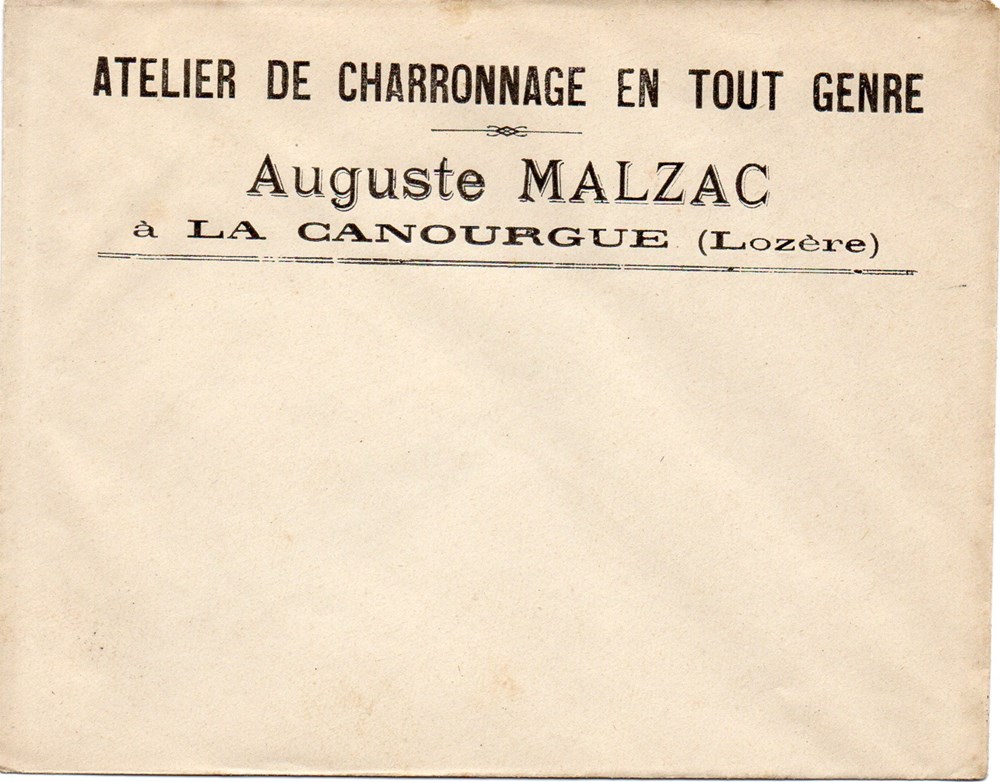 ATELIER DE CHARRONNAGE EN TOUT GENRE
Auguste MALZAC
à LA CANOURGUE (Lozère)